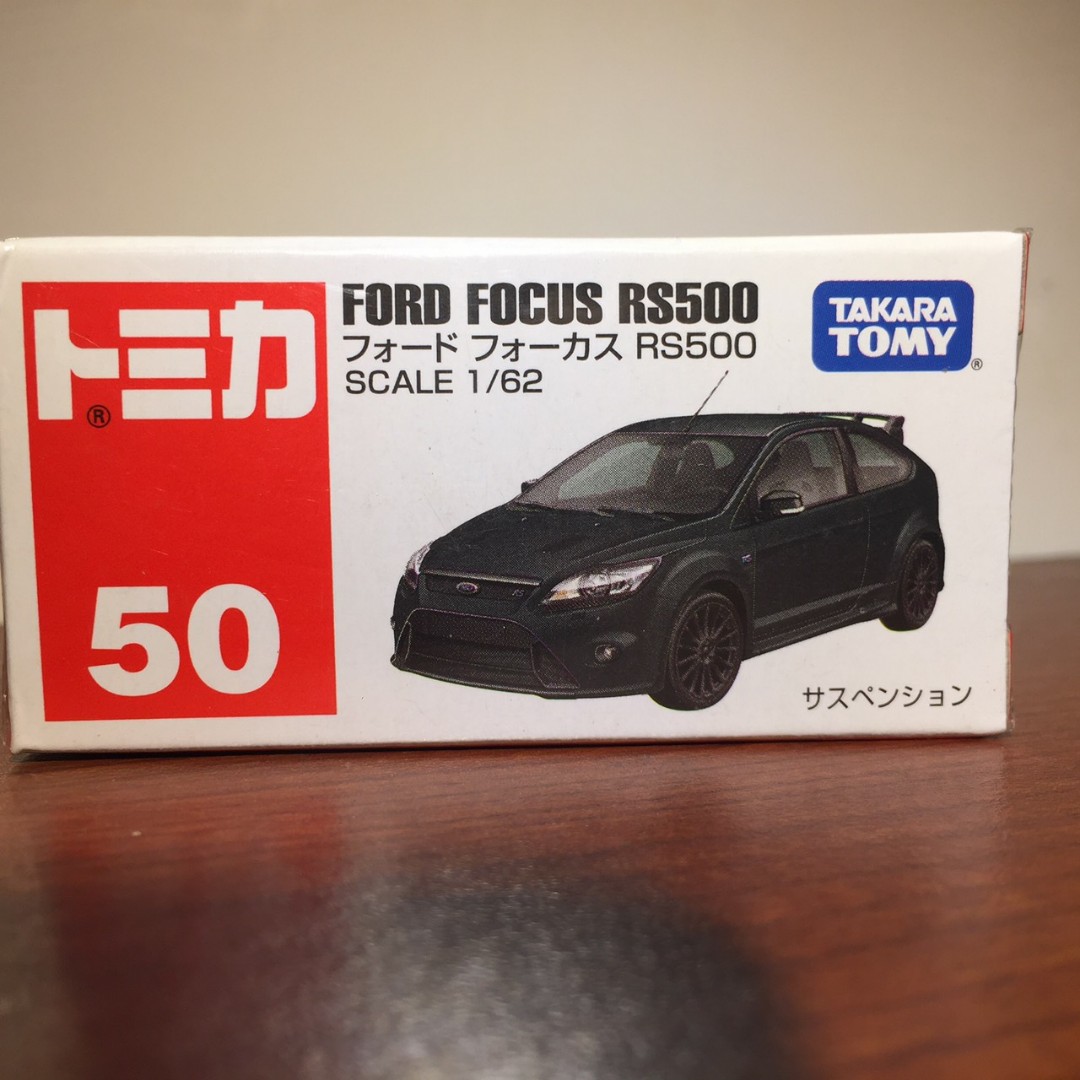 トミカ®
50
FORD FOCUS RS500
フォード フォーカス RS500
SCALE 1/62
TAKARA
TOMY®
サスペンション